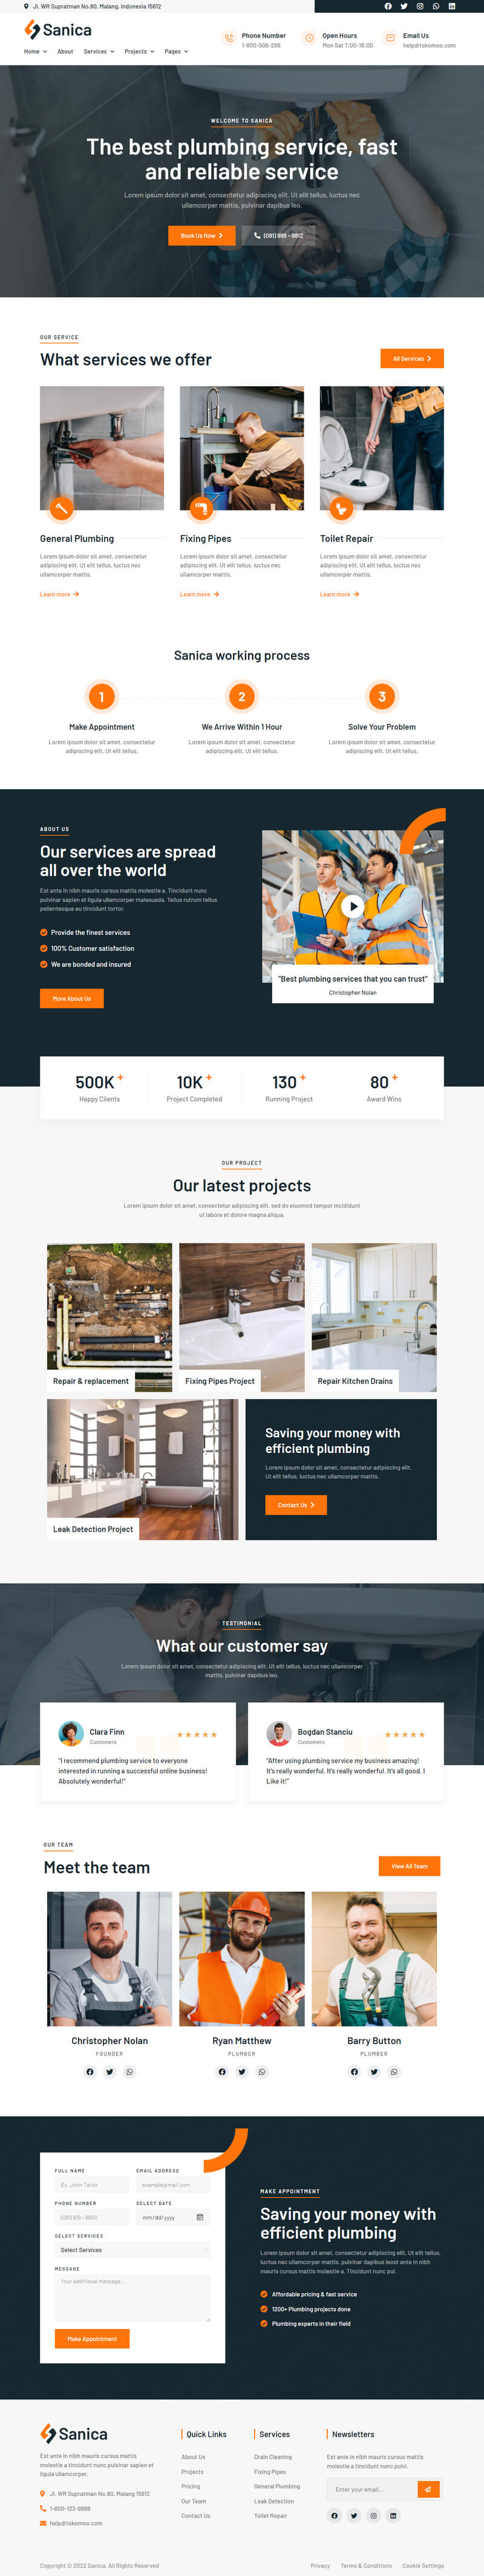 Jl. WR Supratman No.80, Malang, Indonesia 15612
Sanica
Home
About
Services
Projects
Pages
Phone Number
1-800-506-286
Open Hours
Mon Sat 7:00-18:00
Email Us
help@tokomoo.com
WELCOME TO SANICA
The best plumbing service, fast
and reliable service
Lorem ipsum dolor sit amet, consectetur adipiscing elit. Ut elit tellus, luctus nec
ullamcorper mattis, pulvinar dapibus leo.
Book Us Now
(081) 999 - 9812
OUR SERVICE
What services we offer
All Services
General Plumbing
Lorem ipsum dolor sit amet, consectetur
adipiscing elit. Ut elit tellus, luctus nec
ullamcorper mattis.
Learn more
Fixing Pipes
Lorem ipsum dolor sit amet, consectetur
adipiscing elit. Ut elit tellus, luctus nec
ullamcorper mattis.
Learn more
Toilet Repair
Lorem ipsum dolor sit amet, consectetur
adipiscing elit. Ut elit tellus, luctus nec
ullamcorper mattis.
Learn more
Sanica working process
1
Make Appointment
Lorem ipsum dolor sit amet, consectetur
adipiscing elit. Ut elit tellus.
2
We Arrive Within 1 Hour
Lorem ipsum dolor sit amet, consectetur
adipiscing elit. Ut elit tellus.
3
Solve Your Problem
Lorem ipsum dolor sit amet, consectetur
adipiscing elit. Ut elit tellus.
ABOUT US
Our services are spread
all over the world
Est ante in nibh mauris cursus mattis molestie a. Tincidunt nunc
pulvinar sapien et ligula ullamcorper malesuada. Tellus rutrum tellus
pellentesque eu tincidunt tortor.
Provide the finest services
100% Customer satisfaction
We are bonded and insured
More About Us
"Best plumbing services that you can trust"
Christopher Nolan
500K +
Happy Clients
10K +
Project Completed
130 +
Running Project
80 +
Award Wins
OUR PROJECT
Our latest projects
Lorem ipsum dolor sit amet, consectetur adipiscing elit, sed do eiusmod tempor incididunt
ut labore et dolore magna aliqua.
Repair & replacement
Fixing Pipes Project
Repair Kitchen Drains
Leak Detection Project
Saving your money with
efficient plumbing
Lorem ipsum dolor sit amet, consectetur adipiscing elit.
Ut elit tellus, luctus nec ullamcorper mattis.
Contact Us
TESTIMONIAL
What our customer say
Lorem ipsum dolor sit amet, consectetur adipiscing elit. Ut elit tellus, luctus nec ullamcorper
mattis, pulvinar dapibus leo.
Clara Finn
Customers
"I recommend plumbing service to everyone
interested in running a successful online business!
Absolutely wonderful!"
Bogdan Stanciu
Customers
"After using plumbing service my business amazing!
It's really wonderful. It's really wonderful. It's all good. I
Like it!"
OUR TEAM
Meet the team
View All Team
Christopher Nolan
FOUNDER
Ryan Matthew
PLUMBER
Barry Button
PLUMBER
FULL NAME
Ex. John Taltor
EMAIL ADDRESS
example@mail.com
PHONE NUMBER
(081) 819 - 9800
SELECT DATE
mm/dd/yyyy
SELECT SERVICES
Select Services
MESSAGE
Your additional message...
Make Appointment
MAKE APPOINTMENT
Saving your money with
efficient plumbing
Lorem ipsum dolor sit amet, consectetur adipiscing elit. Ut elit tellus,
luctus nec ullamcorper mattis, pulvinar dapibus leost ante in nibh
mauris cursus mattis molestie a. Tincidunt nunc pul.
Affordable pricing & fast service
1200+ Plumbing projects done
Plumbing experts in their field
Sanica
Est ante in nibh mauris cursus mattis
molestie a tincidunt nunc pulvinar sapien et
ligula ullamcorper.
Jl. WR Supratman No.80, Malang 15612
1-800-123-9999
help@tokomoo.com
Quick Links
About Us
Projects
Pricing
Our Team
Contact Us
Services
Drain Cleaning
Fixing Pipes
General Plumbing
Leak Detection
Toilet Repair
Newsletters
Est ante in nibh mauris cursus mattis
molestie a tincidunt nunc pulvi.
Enter your email...
Copyright © 2022 Sanica, All Rights Reserved
Privacy
Terms & Conditions
Cookie Settings